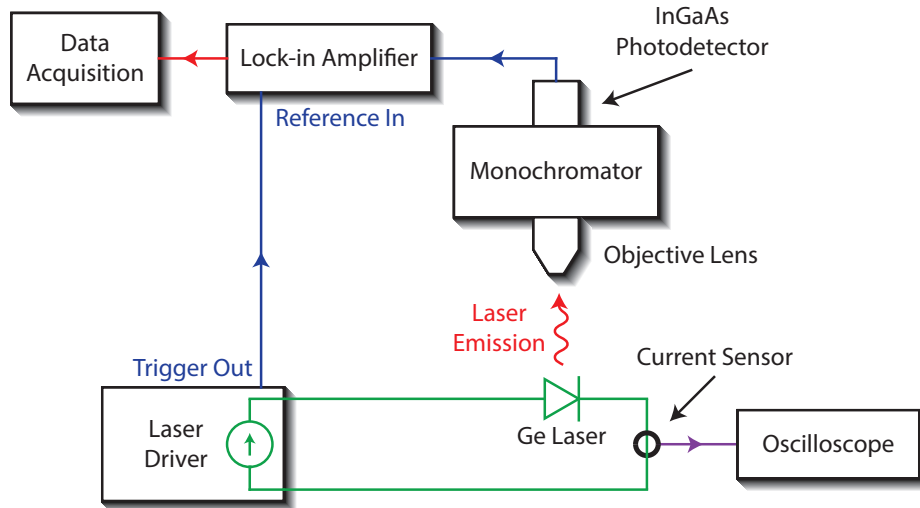 InGaAs
Photodetector
Data
Acquisition
Lock-in Amplifier
Reference In
Monochromator
Objective Lens
Laser
Emission
Trigger Out
Current Sensor
Laser
Driver
Ge Laser
Oscilloscope